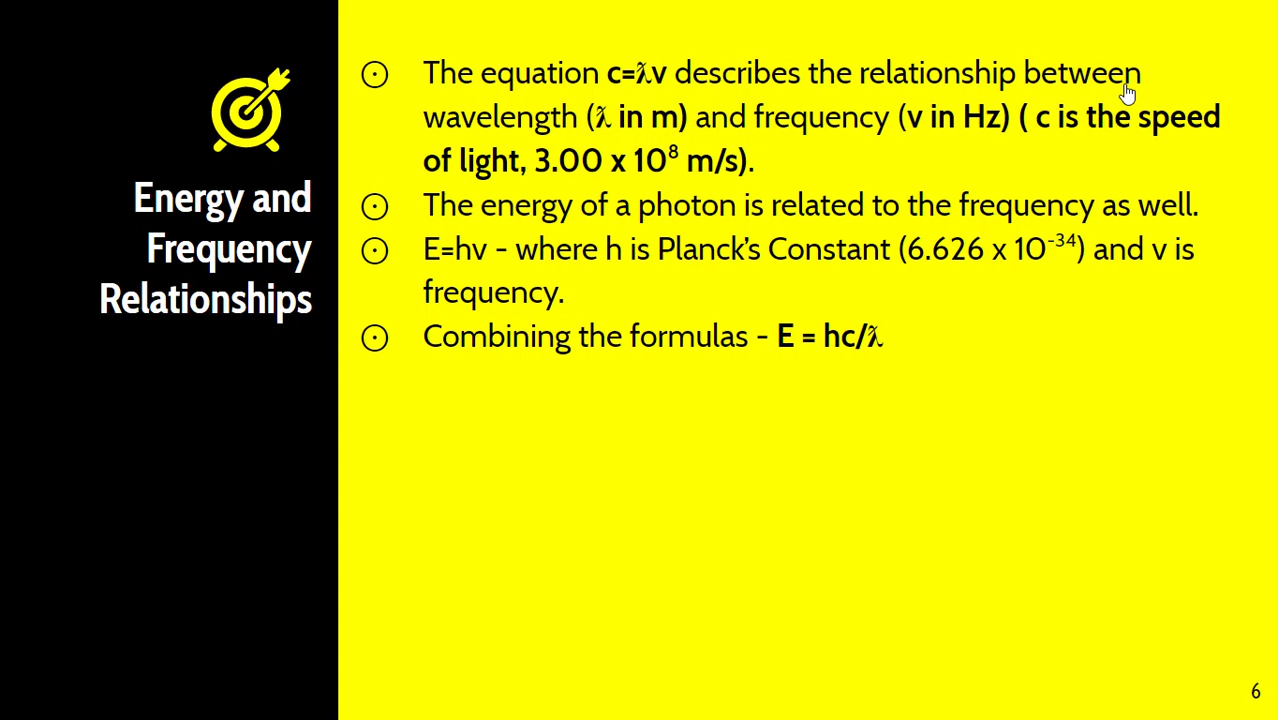 Energy and
Frequency
Relationships
The equation c=λv describes the relationship between
wavelength (λ in m) and frequency (v in Hz) ( c is the speed
of light, 3.00 x 10⁸ m/s).
The energy of a photon is related to the frequency as well.
E=hv - where h is Planck’s Constant (6.626 x 10⁻³⁴) and v is
frequency.
Combining the formulas - E = hc/λ
6